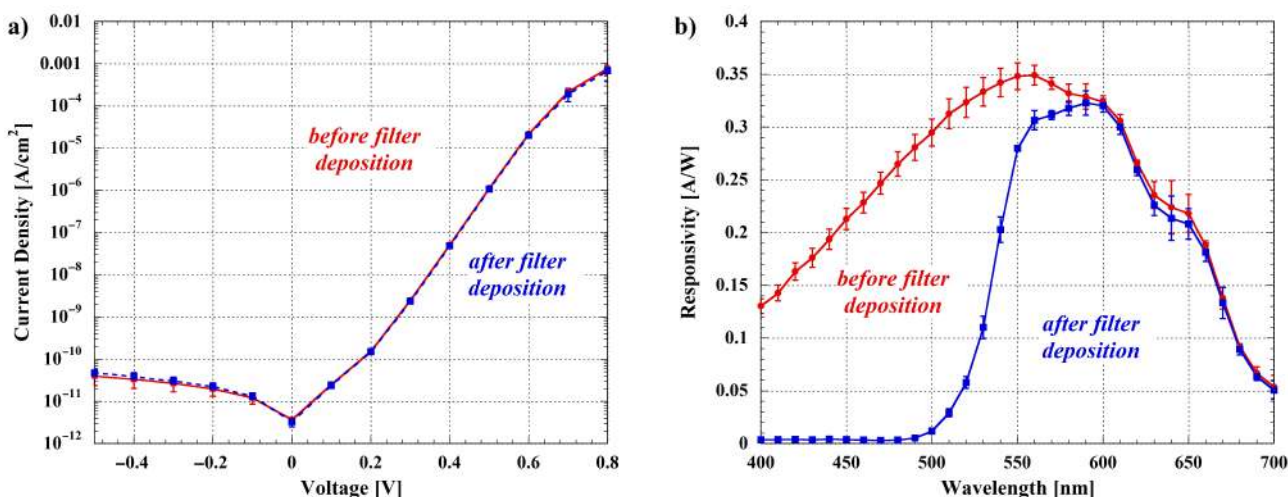 a)
Current Density [A/cm²]
0.01
0.001
10⁻⁴
10⁻⁵
10⁻⁶
10⁻⁷
10⁻⁸
10⁻⁹
10⁻¹⁰
10⁻¹¹
10⁻¹²
before filter
deposition
after filter
deposition
−0.4
−0.2
0
0.2
0.4
0.6
0.8
Voltage [V]
b)
Responsivity [A/W]
0.4
0.35
0.3
0.25
0.2
0.15
0.1
0.05
0
before filter
deposition
after filter
deposition
400
450
500
550
600
650
700
Wavelength [nm]